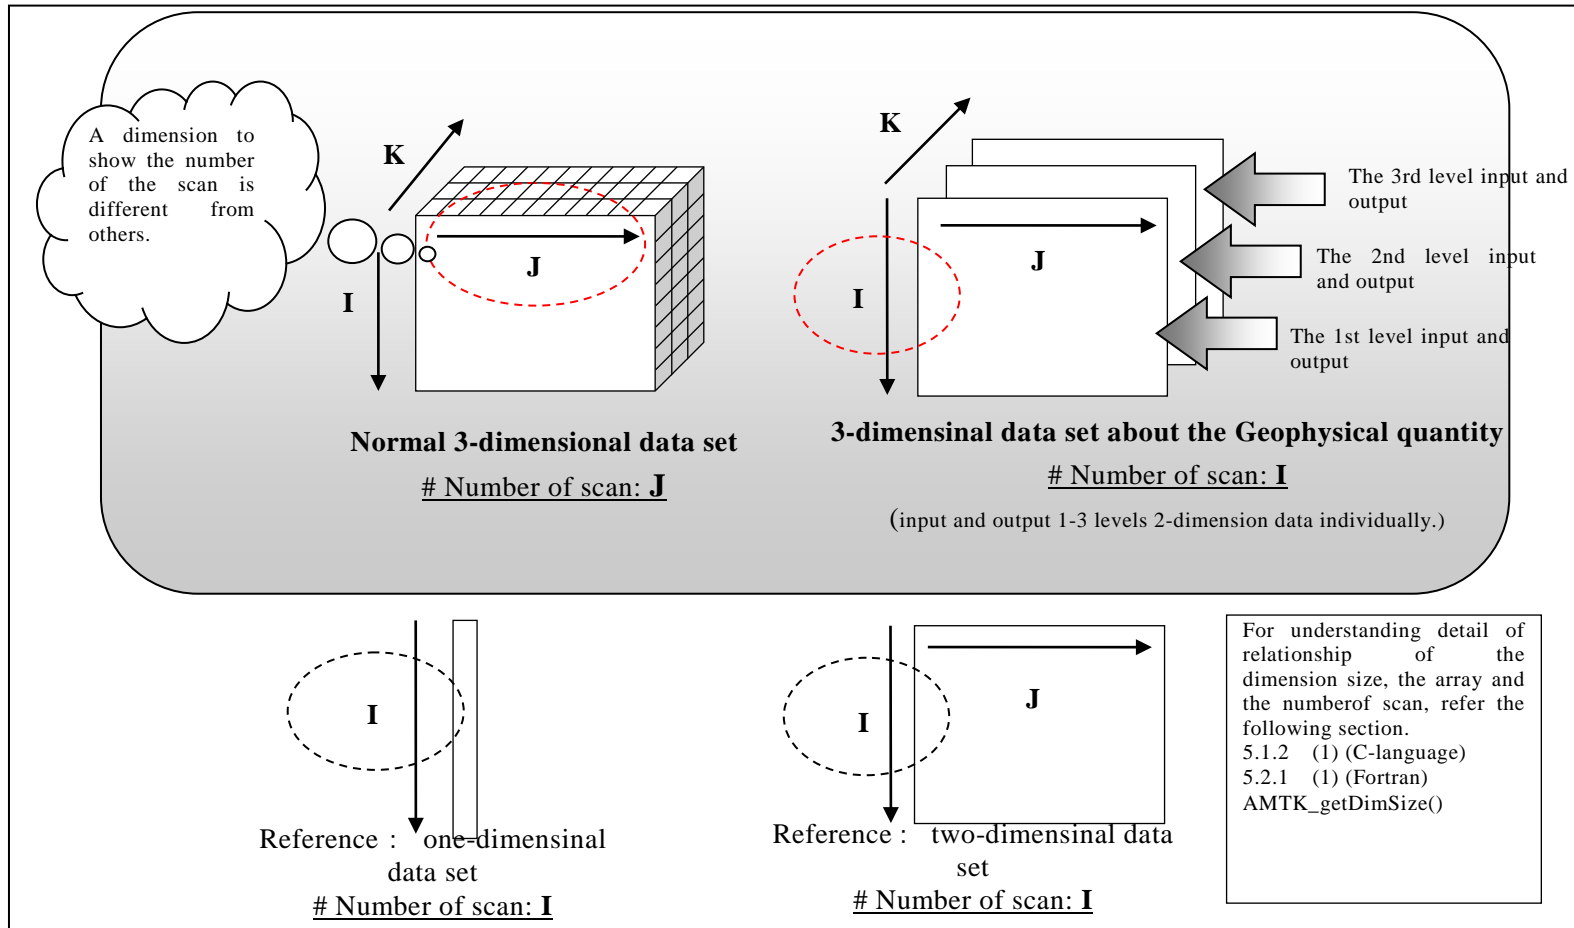 A dimension to
show the number
of the scan is
different from
others.
K
J
I
Normal 3-dimensional data set
# Number of scan: J
K
J
I
The 3rd level input and
output
The 2nd level input
and output
The 1st level input and
output
3-dimensinal data set about the Geophysical quantity
# Number of scan: I
(input and output 1-3 levels 2-dimension data individually.)
I
Reference : one-dimensinal
data set
# Number of scan: I
J
I
Reference : two-dimensinal data
set
# Number of scan: I
For understanding detail of
relationship of the
dimension size, the array and
the numberof scan, refer the
following section.
5.1.2 (1) (C-language)
5.2.1 (1) (Fortran)
AMTK_getDimSize()